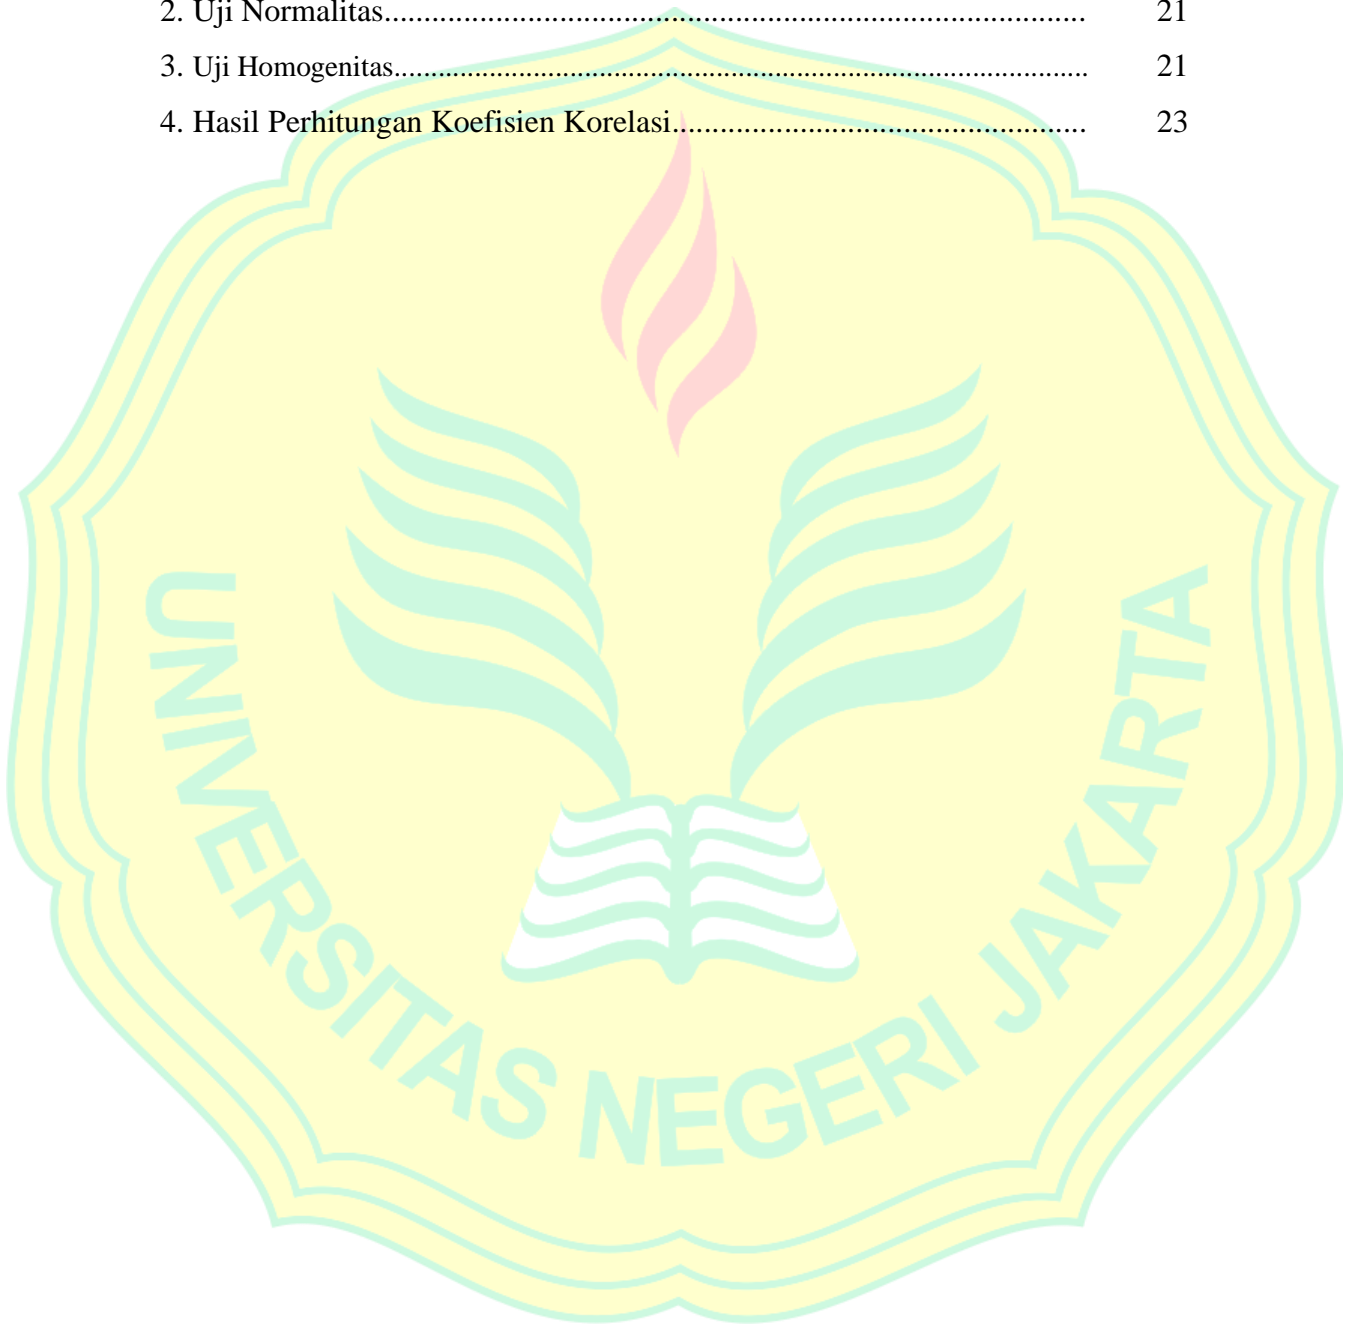 2. Uji Normalitas........................................................................................ 21
3. Uji Homogenitas....................................................................................... 21
4. Hasil Perhitungan Koefisien Korelasi................................................... 23
UNIVERSITAS NEGERI JAKARTA